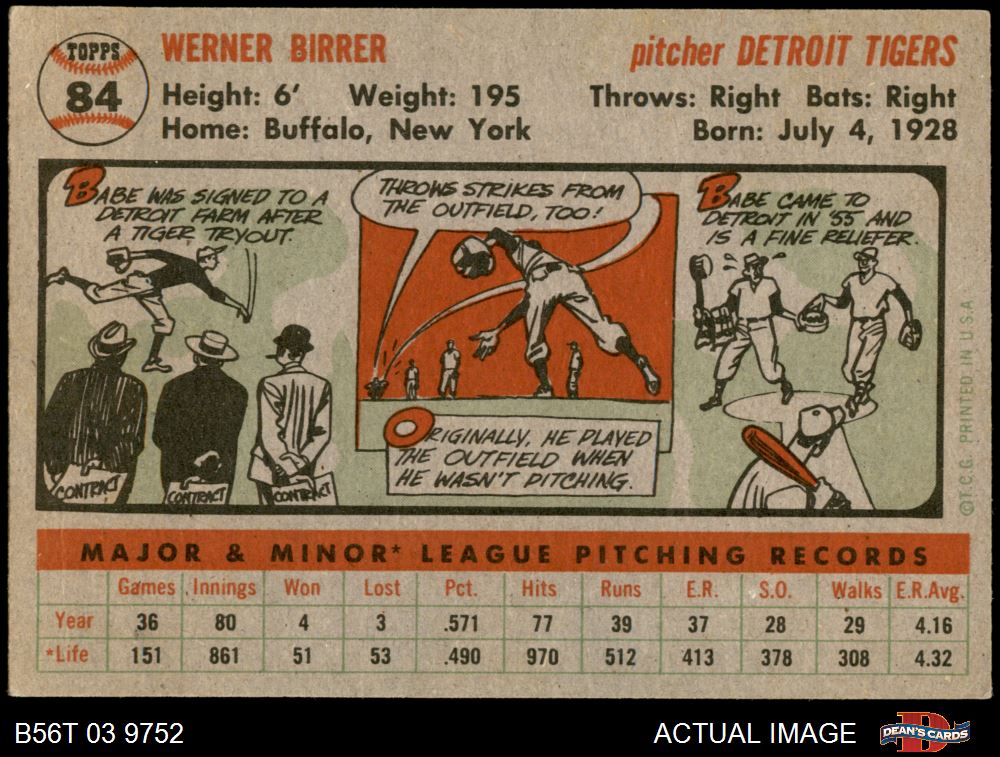 TOPPS
84
WERNER BIRRER
pitcher DETROIT TIGERS
Height: 6' Weight: 195 Throws: Right Bats: Right
Home: Buffalo, New York Born: July 4, 1928
BABE WAS SIGNED TO A
DETROIT FARM AFTER
A TIGER TRYOUT.
CONTRACT
CONTRACT
CONTRACT
THROWS STRIKES FROM
THE OUTFIELD, TOO!
ORIGINALLY, HE PLAYED
THE OUTFIELD WHEN
HE WASN'T PITCHING.
BABE CAME TO
DETROIT IN '55 AND
IS A FINE RELIEFER.
©T.C.G. PRINTED IN U.S.A.
MAJOR & MINOR* LEAGUE PITCHING RECORDS
Games Innings Won Lost Pct. Hits Runs E.R. S.O. Walks E.R.Avg.
Year 36 80 4 3 .571 77 39 37 28 29 4.16
*Life 151 861 51 53 .490 970 512 413 378 308 4.32
B56T 03 9752
ACTUAL IMAGE
D
DEAN'S CARDS